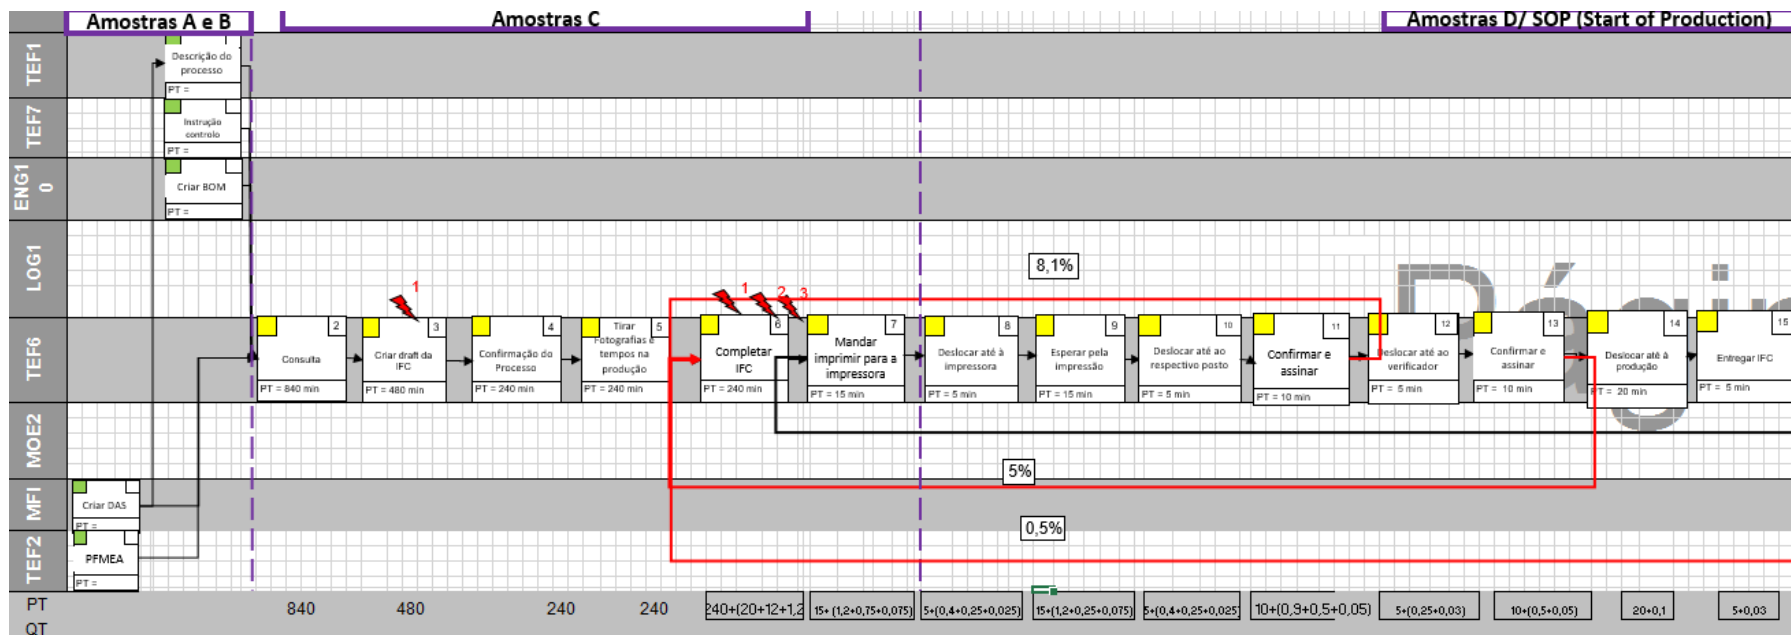 Amostras A e B
Amostras C
Amostras D/ SOP (Start of Production)
TEF1
Descrição do
processo
PT =
TEF7
Instrução
controlo
PT =
ENG1
0
Criar BOM
PT =
LOG1
8,1%
1
1
2
3
TEF6
2
Consulta
PT = 840 min
3
Criar draft da
IFC
PT = 480 min
4
Confirmação do
Processo
PT = 240 min
5
Tirar
Fotografias e
tempos na
produção
PT = 240 min
6
Completar
IFC
PT = 240 min
7
Mandar
imprimir para a
impressora
PT = 15 min
8
Deslocar até à
impressora
PT = 5 min
9
Esperar pela
impressão
PT = 15 min
10
Deslocar até ao
respectivo posto
PT = 5 min
11
Confirmar e
assinar
PT = 10 min
12
Deslocar até ao
verificador
PT = 5 min
13
Confirmar e
assinar
PT = 10 min
14
Deslocar até à
produção
PT = 20 min
15
Entregar IFC
PT = 5 min
MOE2
5%
MFI
Criar DAS
PT =
0,5%
TEF2
PFMEA
PT =
PT
840
480
240
240
240+(20+12+1,2
15+ (1,2+0,75+0,075)
5+(0,4+0,25+0,025)
15+(1,2+0,25+0,075)
5+(0,4+0,25+0,025)
10+(0,9+0,5+0,05)
5+(0,25+0,03)
10+(0,5+0,05)
20+0,1
5+0,03
QT